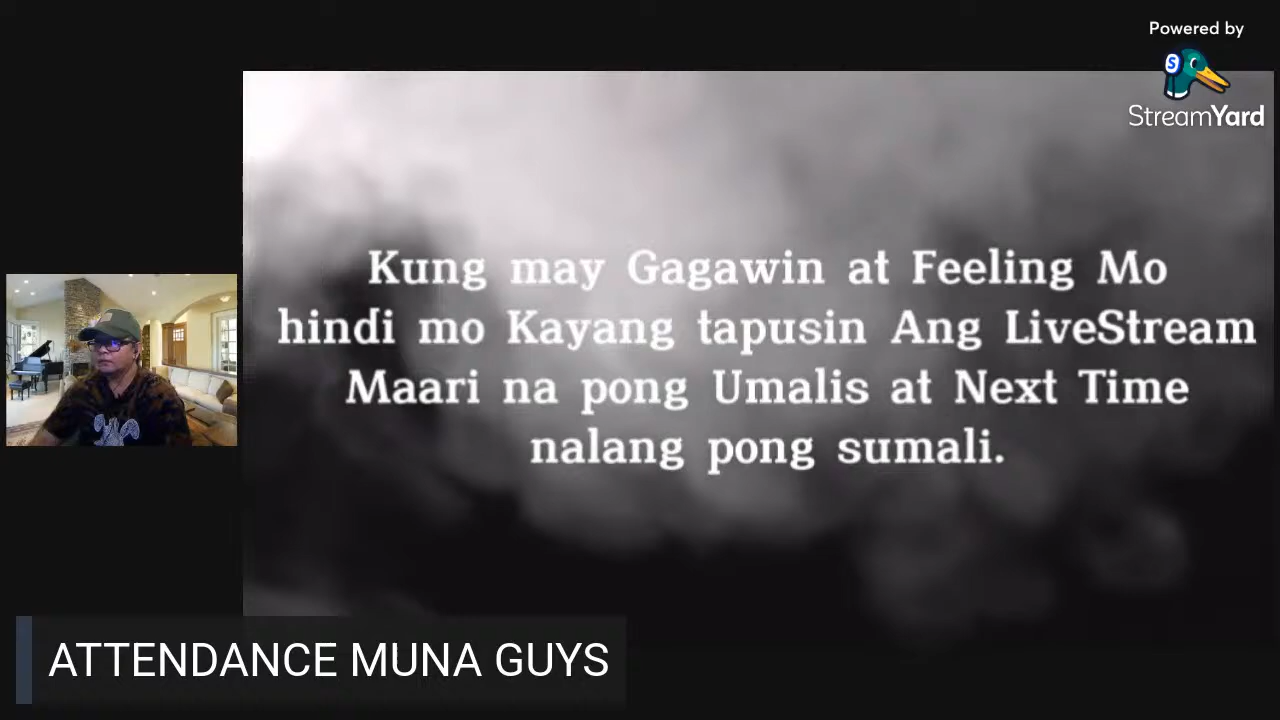 Powered by
StreamYard
Kung may Gagawin at Feeling Mo
hindi mo Kayang tapusin Ang LiveStream
Maari na pong Umalis at Next Time
nalang pong sumali.
ATTENDANCE MUNA GUYS